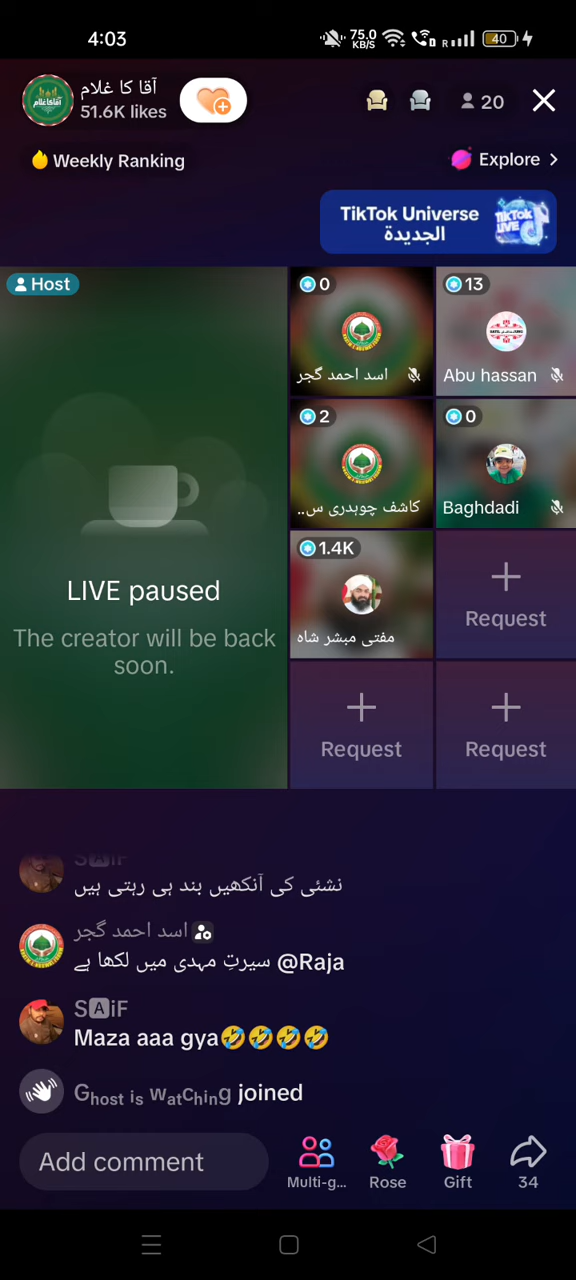 4:03
75.0
KB/S
R
40
آقا کا غلام
51.6K likes
20
Weekly Ranking
Explore
TikTok Universe
الجديدة
Host
0
اسد احمد گجر
13
Abu hassan
2
کاشف چوہدری س..
0
Baghdadi
LIVE paused
The creator will be back
soon.
1.4K
مفتی مبشر شاہ
Request
Request
Request
SAiF
نشئی کی آنکھیں بند ہی رہتی ہیں
اسد احمد گجر
@Raja سیرتِ مہدی میں لکھا ہے
SAiF
Maza aaa gya🤣🤣🤣🤣
Gₕₒₛₜ ᵢₛ wₐₜCₕᵢₙg joined
Add comment
Multi-g...
Rose
Gift
34